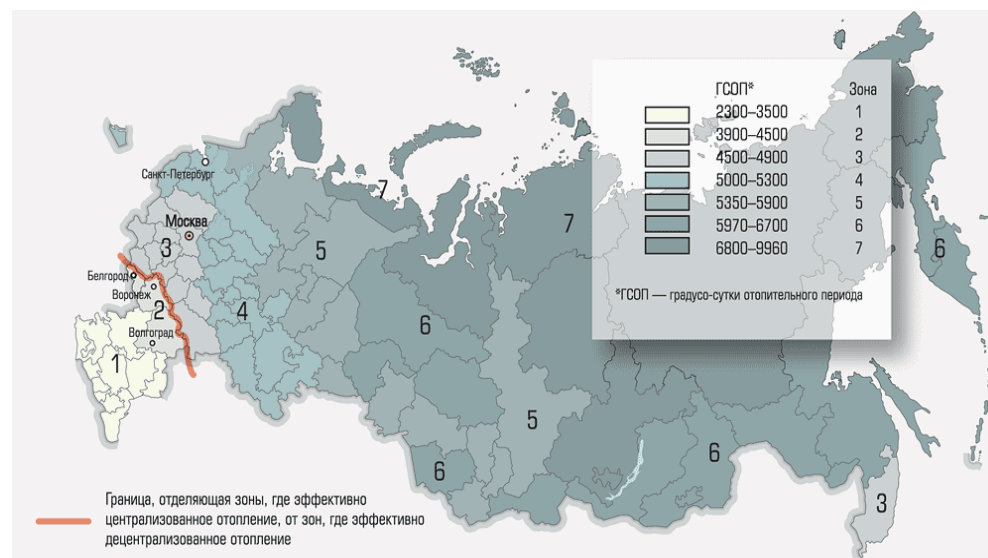 ГСОП* Зона
2300–3500 1
3900–4500 2
4500–4900 3
5000–5300 4
5350–5900 5
5970–6700 6
6800–9960 7
*ГСОП — градусо-сутки отопительного периода
Санкт-Петербург
7
Москва
7
3
5
6
Белгород
Воронеж
2
4
6
Волгоград
1
5
6
6
3
Граница, отделяющая зоны, где эффективно
централизованное отопление, от зон, где эффективно
децентрализованное отопление